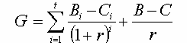 G = \sum_{i=1}^{t} \frac{B_i - C_i}{(1+r)^i} + \frac{B - C}{r}